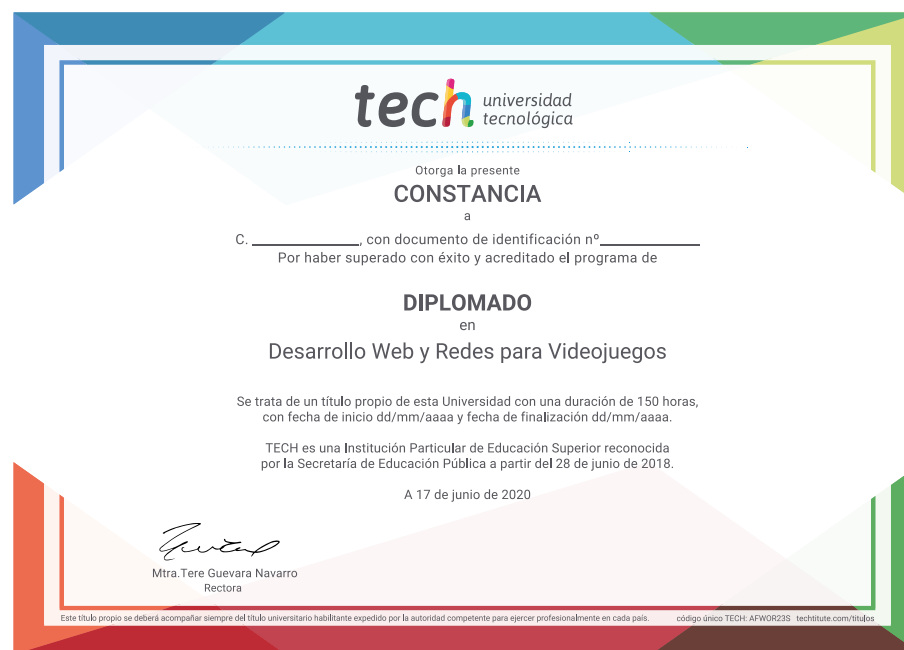 tech universidad
tecnológica
Otorga la presente
CONSTANCIA
a
C. ____________, con documento de identificación nº____________
Por haber superado con éxito y acreditado el programa de
DIPLOMADO
en
Desarrollo Web y Redes para Videojuegos
Se trata de un título propio de esta Universidad con una duración de 150 horas,
con fecha de inicio dd/mm/aaaa y fecha de finalización dd/mm/aaaa.
TECH es una Institución Particular de Educación Superior reconocida
por la Secretaría de Educación Pública a partir del 28 de junio de 2018.
A 17 de junio de 2020
Mtra.Tere Guevara Navarro
Rectora
Este título propio se deberá acompañar siempre del título universitario habilitante expedido por la autoridad competente para ejercer profesionalmente en cada país. código único TECH: AFWOR23S techtitute.com/titulos